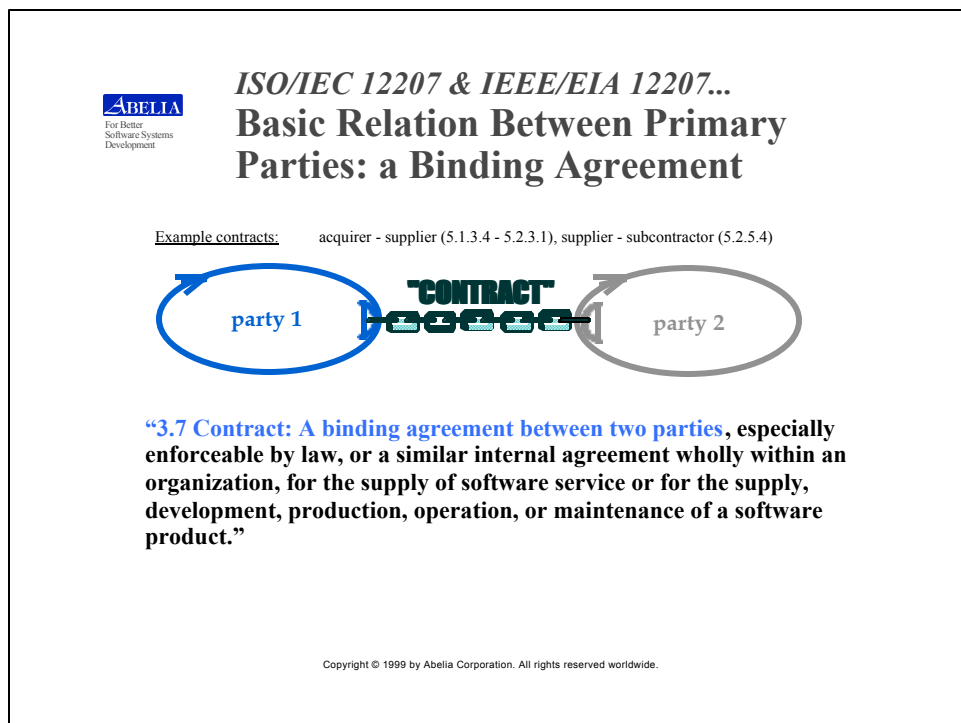 ISO/IEC 12207 & IEEE/EIA 12207...
ABELIA
For Better
Software Systems
Development
Basic Relation Between Primary
Parties: a Binding Agreement
Example contracts: acquirer - supplier (5.1.3.4 - 5.2.3.1), supplier - subcontractor (5.2.5.4)
"CONTRACT"
party 1
party 2
“3.7 Contract: A binding agreement between two parties, especially
enforceable by law, or a similar internal agreement wholly within an
organization, for the supply of software service or for the supply,
development, production, operation, or maintenance of a software
product.”
Copyright © 1999 by Abelia Corporation. All rights reserved worldwide.